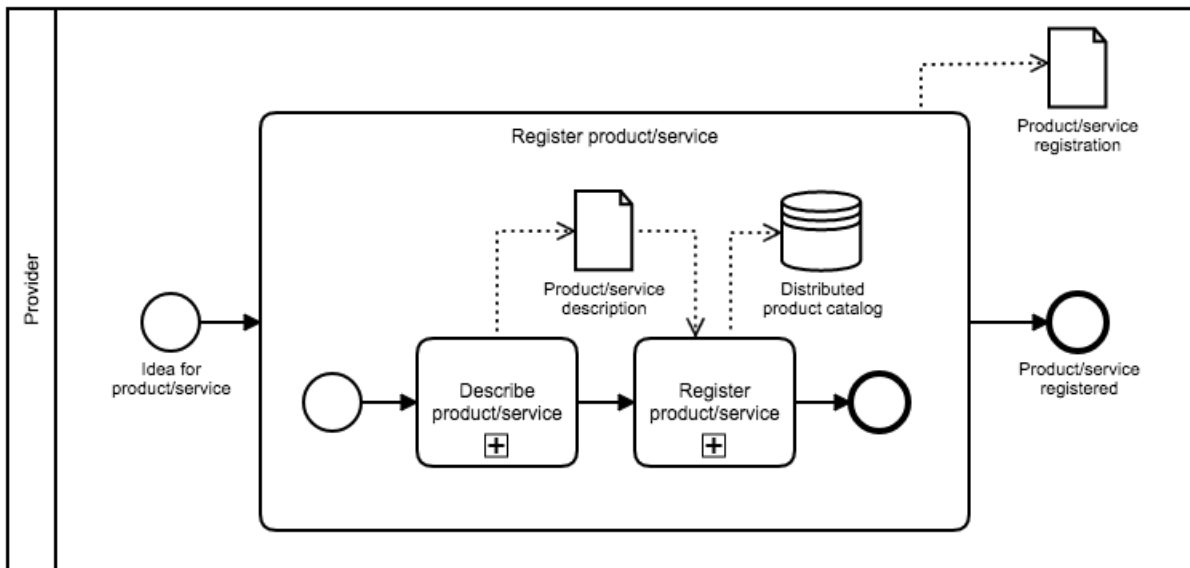 Provider
Product/service
registration
Register product/service
Product/service
description
Distributed
product catalog
Idea for
product/service
Describe
product/service
Register
product/service
Product/service
registered